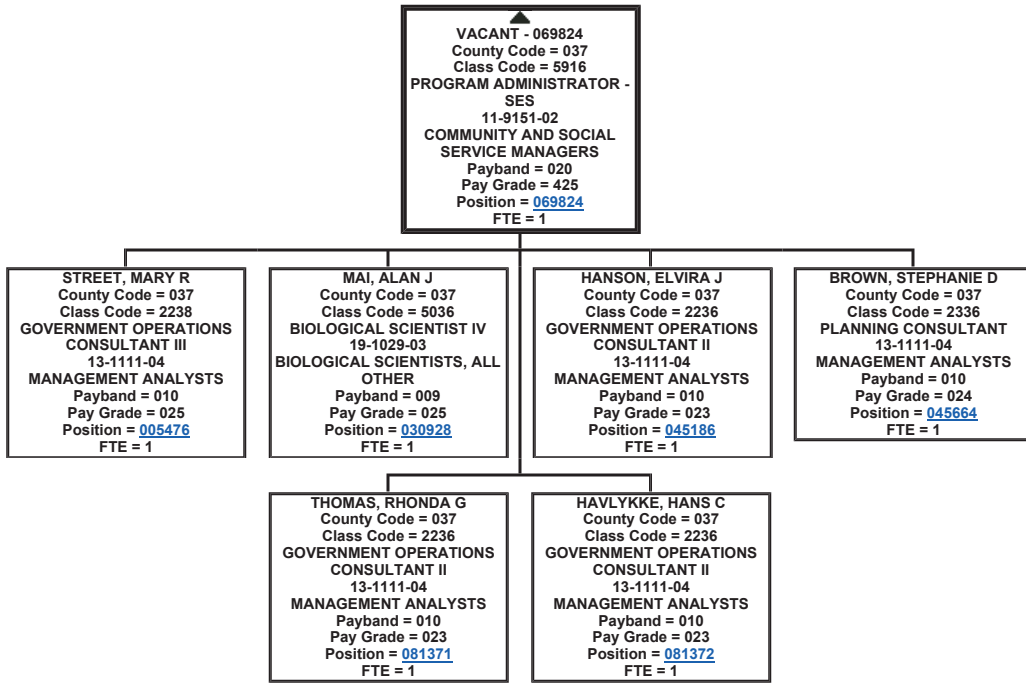 VACANT - 069824
County Code = 037
Class Code = 5916
PROGRAM ADMINISTRATOR -
SES
11-9151-02
COMMUNITY AND SOCIAL
SERVICE MANAGERS
Payband = 020
Pay Grade = 425
Position = 069824
FTE = 1
STREET, MARY R
County Code = 037
Class Code = 2238
GOVERNMENT OPERATIONS
CONSULTANT III
13-1111-04
MANAGEMENT ANALYSTS
Payband = 010
Pay Grade = 025
Position = 005476
FTE = 1
MAI, ALAN J
County Code = 037
Class Code = 5036
BIOLOGICAL SCIENTIST IV
19-1029-03
BIOLOGICAL SCIENTISTS, ALL
OTHER
Payband = 009
Pay Grade = 025
Position = 030928
FTE = 1
HANSON, ELVIRA J
County Code = 037
Class Code = 2236
GOVERNMENT OPERATIONS
CONSULTANT II
13-1111-04
MANAGEMENT ANALYSTS
Payband = 010
Pay Grade = 023
Position = 045186
FTE = 1
BROWN, STEPHANIE D
County Code = 037
Class Code = 2336
PLANNING CONSULTANT
13-1111-04
MANAGEMENT ANALYSTS
Payband = 010
Pay Grade = 024
Position = 045664
FTE = 1
THOMAS, RHONDA G
County Code = 037
Class Code = 2236
GOVERNMENT OPERATIONS
CONSULTANT II
13-1111-04
MANAGEMENT ANALYSTS
Payband = 010
Pay Grade = 023
Position = 081371
FTE = 1
HAVLYKKE, HANS C
County Code = 037
Class Code = 2236
GOVERNMENT OPERATIONS
CONSULTANT II
13-1111-04
MANAGEMENT ANALYSTS
Payband = 010
Pay Grade = 023
Position = 081372
FTE = 1